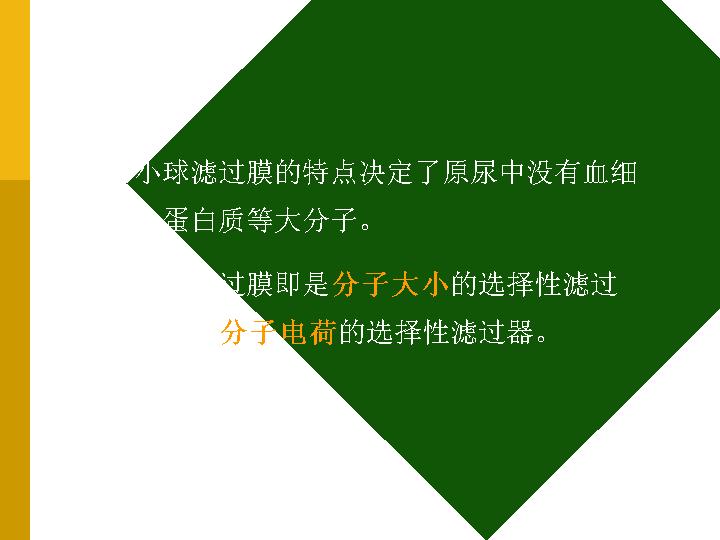 小球滤过膜的特点决定了原尿中没有血细
蛋白质等大分子。
过膜即是分子大小的选择性滤过
分子电荷的选择性滤过器。